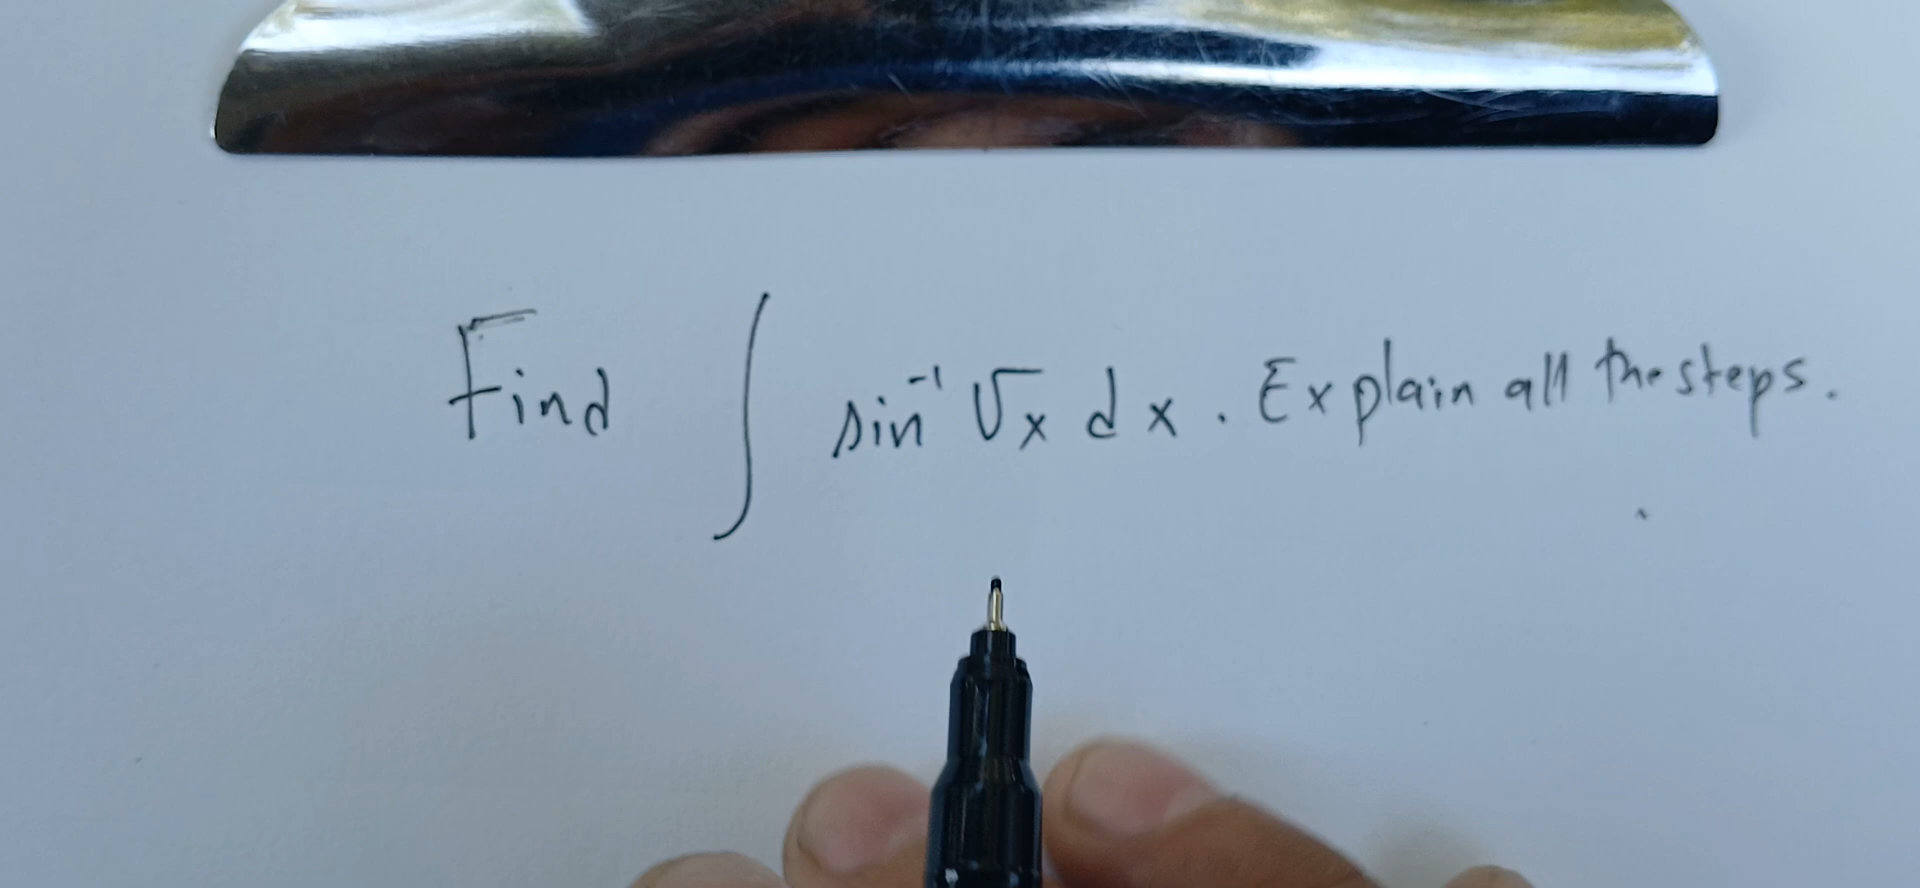 Find ∫ sin⁻¹ √x dx. Explain all the steps.